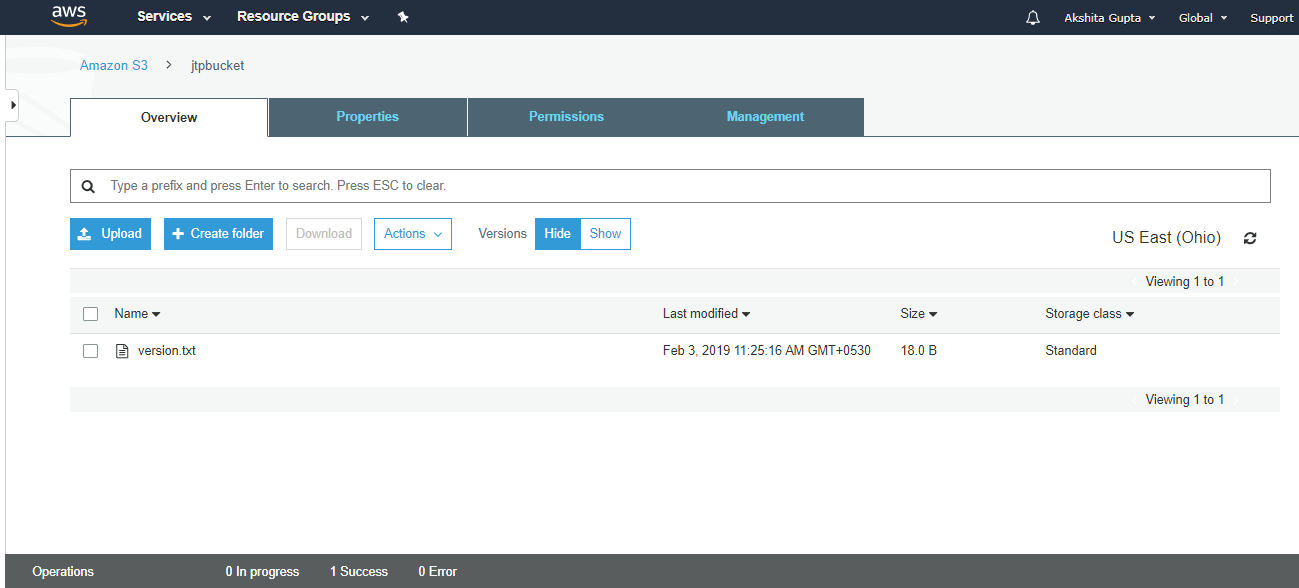 aws Services Resource Groups Akshita Gupta Global Support
Amazon S3 jtpbucket
Overview Properties Permissions Management
Type a prefix and press Enter to search. Press ESC to clear.
Upload Create folder Download Actions Versions Hide Show US East (Ohio)
Viewing 1 to 1
Name Last modified Size Storage class
version.txt Feb 3, 2019 11:25:16 AM GMT+0530 18.0 B Standard
Viewing 1 to 1
Operations 0 In progress 1 Success 0 Error